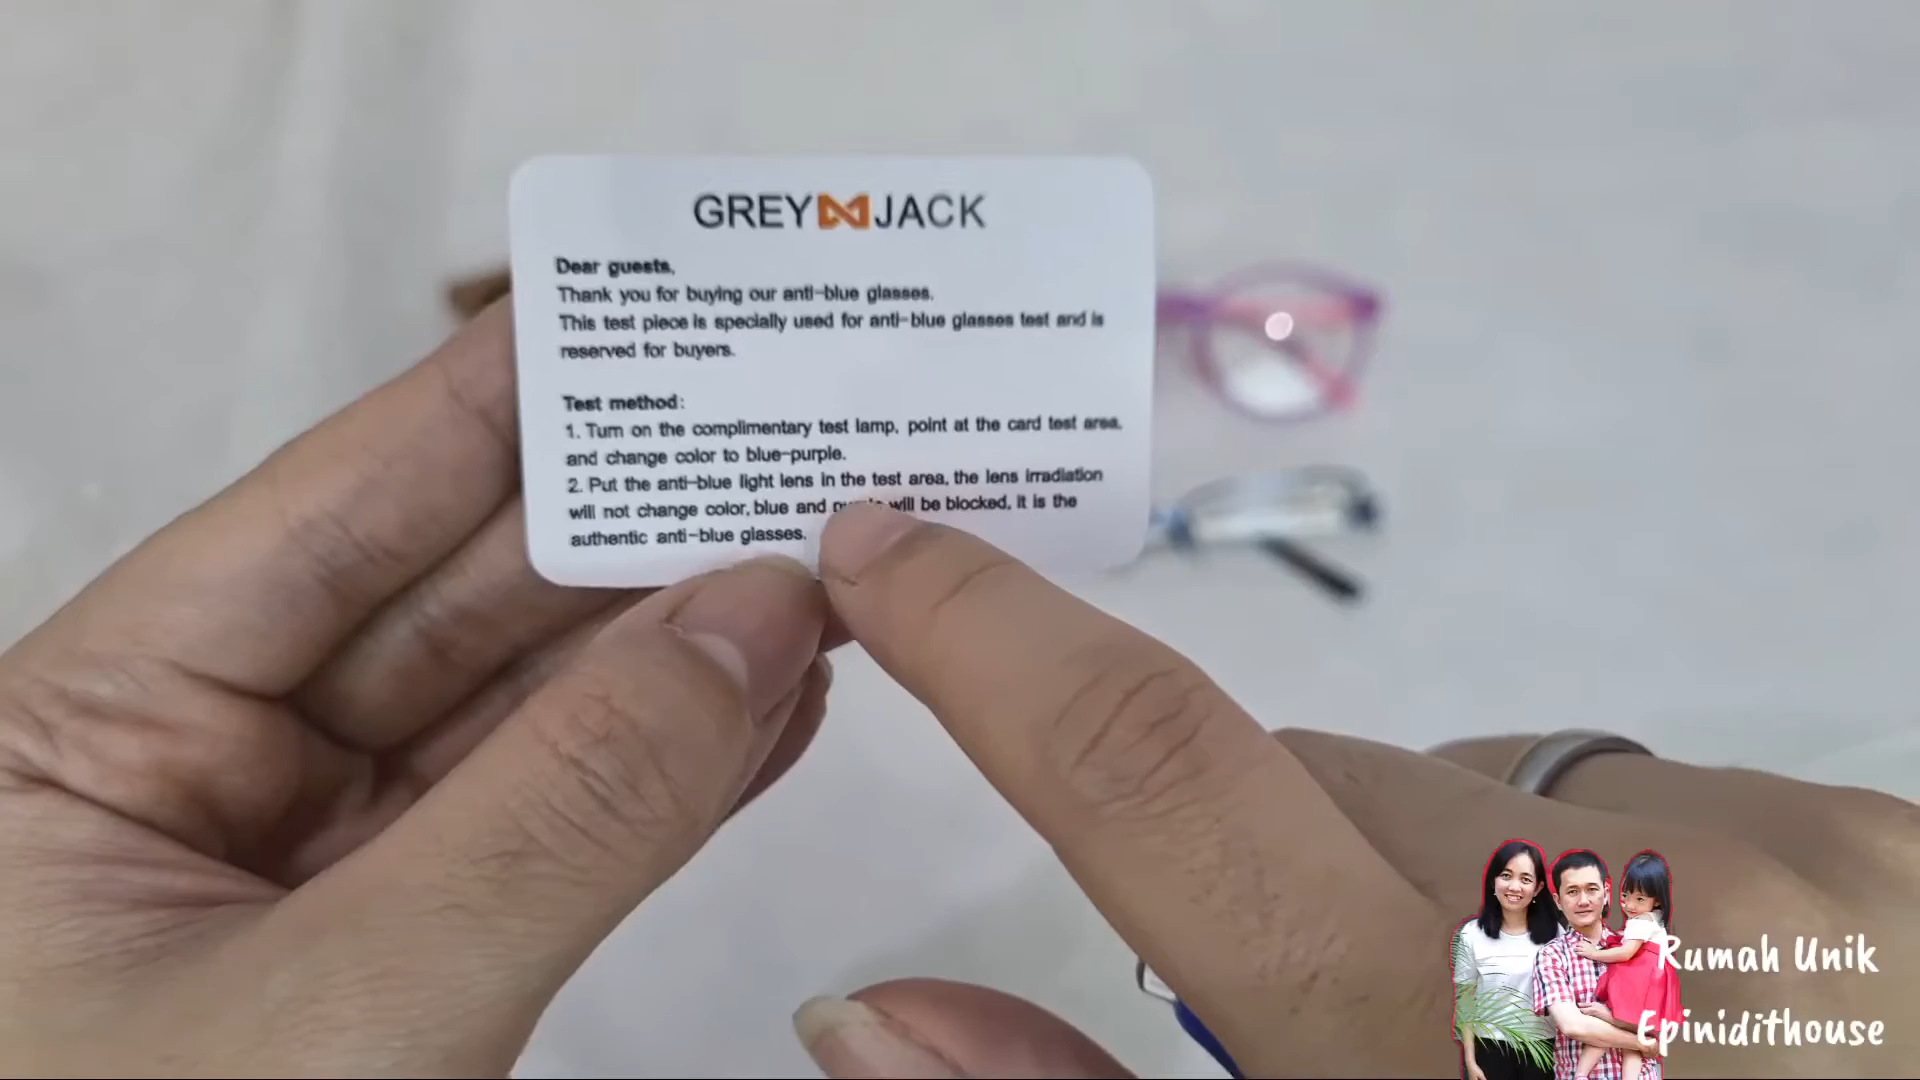 GREY JACK
Dear guests,
Thank you for buying our anti-blue glasses.
This test piece is specially used for anti-blue glasses test and is
reserved for buyers.
Test method:
1. Turn on the complimentary test lamp, point at the card test area,
and change color to blue-purple.
2. Put the anti-blue light lens in the test area, the lens irradiation
will not change color, blue and will be blocked, it is the
authentic anti-blue glasses.
Rumah Unik
Epinidithouse